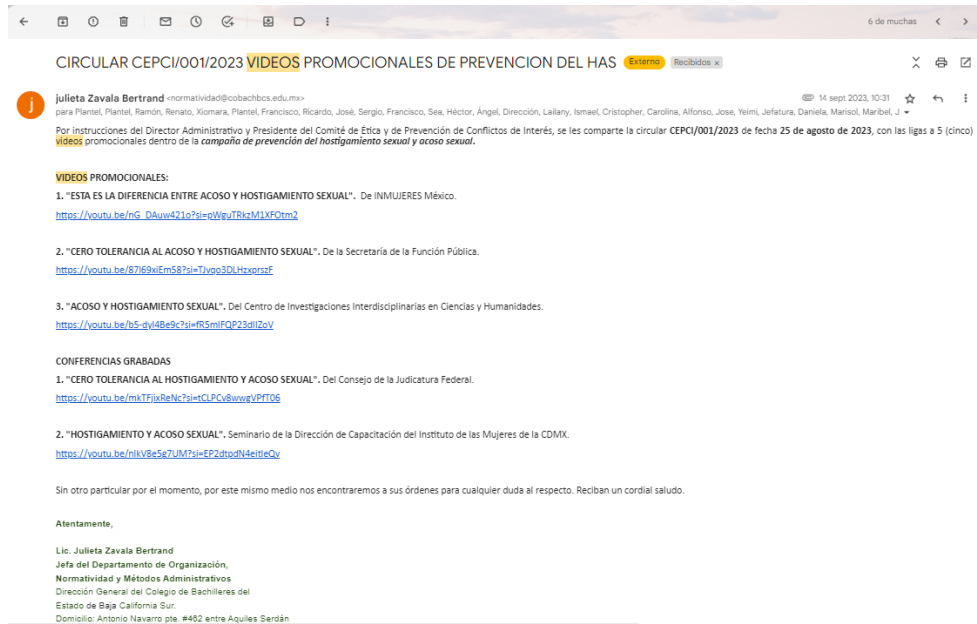 6 de muchas
CIRCULAR CEPCI/001/2023 VIDEOS PROMOCIONALES DE PREVENCION DEL HAS Externo Recibidos x
j
julieta Zavala Bertrand <normatividad@cobachbcs.edu.mx>
14 sept 2023, 10:31
para Plantel, Plantel, Ramón, Renato, Xiomara, Plantel, Francisco, Ricardo, José, Sergio, Francisco, Sea, Héctor, Ángel, Dirección, Lailany, Ismael, Cristopher, Carolina, Alfonso, Jose, Yeimi, Jefatura, Daniela, Marisol, Maribel, J
Por instrucciones del Director Administrativo y Presidente del Comité de Ética y de Prevención de Conflictos de Interés, se les comparte la circular CEPCI/001/2023 de fecha 25 de agosto de 2023, con las ligas a 5 (cinco)
videos promocionales dentro de la campaña de prevención del hostigamiento sexual y acoso sexual.
VIDEOS PROMOCIONALES:
1. "ESTA ES LA DIFERENCIA ENTRE ACOSO Y HOSTIGAMIENTO SEXUAL". De INMUJERES México.
https://youtu.be/nG_DAuw421o?si=pWguTRkzM1XFOtm2
2. "CERO TOLERANCIA AL ACOSO Y HOSTIGAMIENTO SEXUAL". De la Secretaría de la Función Pública.
https://youtu.be/87I69xiEm58?si=TJvqo3DLHzxprszF
3. "ACOSO Y HOSTIGAMIENTO SEXUAL". Del Centro de Investigaciones Interdisciplinarias en Ciencias y Humanidades.
https://youtu.be/b5-dyl4Be9c?si=fR5mlFQP23dIIZoV
CONFERENCIAS GRABADAS
1. "CERO TOLERANCIA AL HOSTIGAMIENTO Y ACOSO SEXUAL". Del Consejo de la Judicatura Federal.
https://youtu.be/mkTFjixReNc?si=tCLPCv8wwgVPfT06
2. "HOSTIGAMIENTO Y ACOSO SEXUAL". Seminario de la Dirección de Capacitación del Instituto de las Mujeres de la CDMX.
https://youtu.be/nIkV8e5g7UM?si=EP2dtpdN4eitleQv
Sin otro particular por el momento, por este mismo medio nos encontraremos a sus órdenes para cualquier duda al respecto. Reciban un cordial saludo.
Atentamente,
Lic. Julieta Zavala Bertrand
Jefa del Departamento de Organización,
Normatividad y Métodos Administrativos
Dirección General del Colegio de Bachilleres del
Estado de Baja California Sur.
Domicilio: Antonio Navarro pte. #462 entre Aquiles Serdán